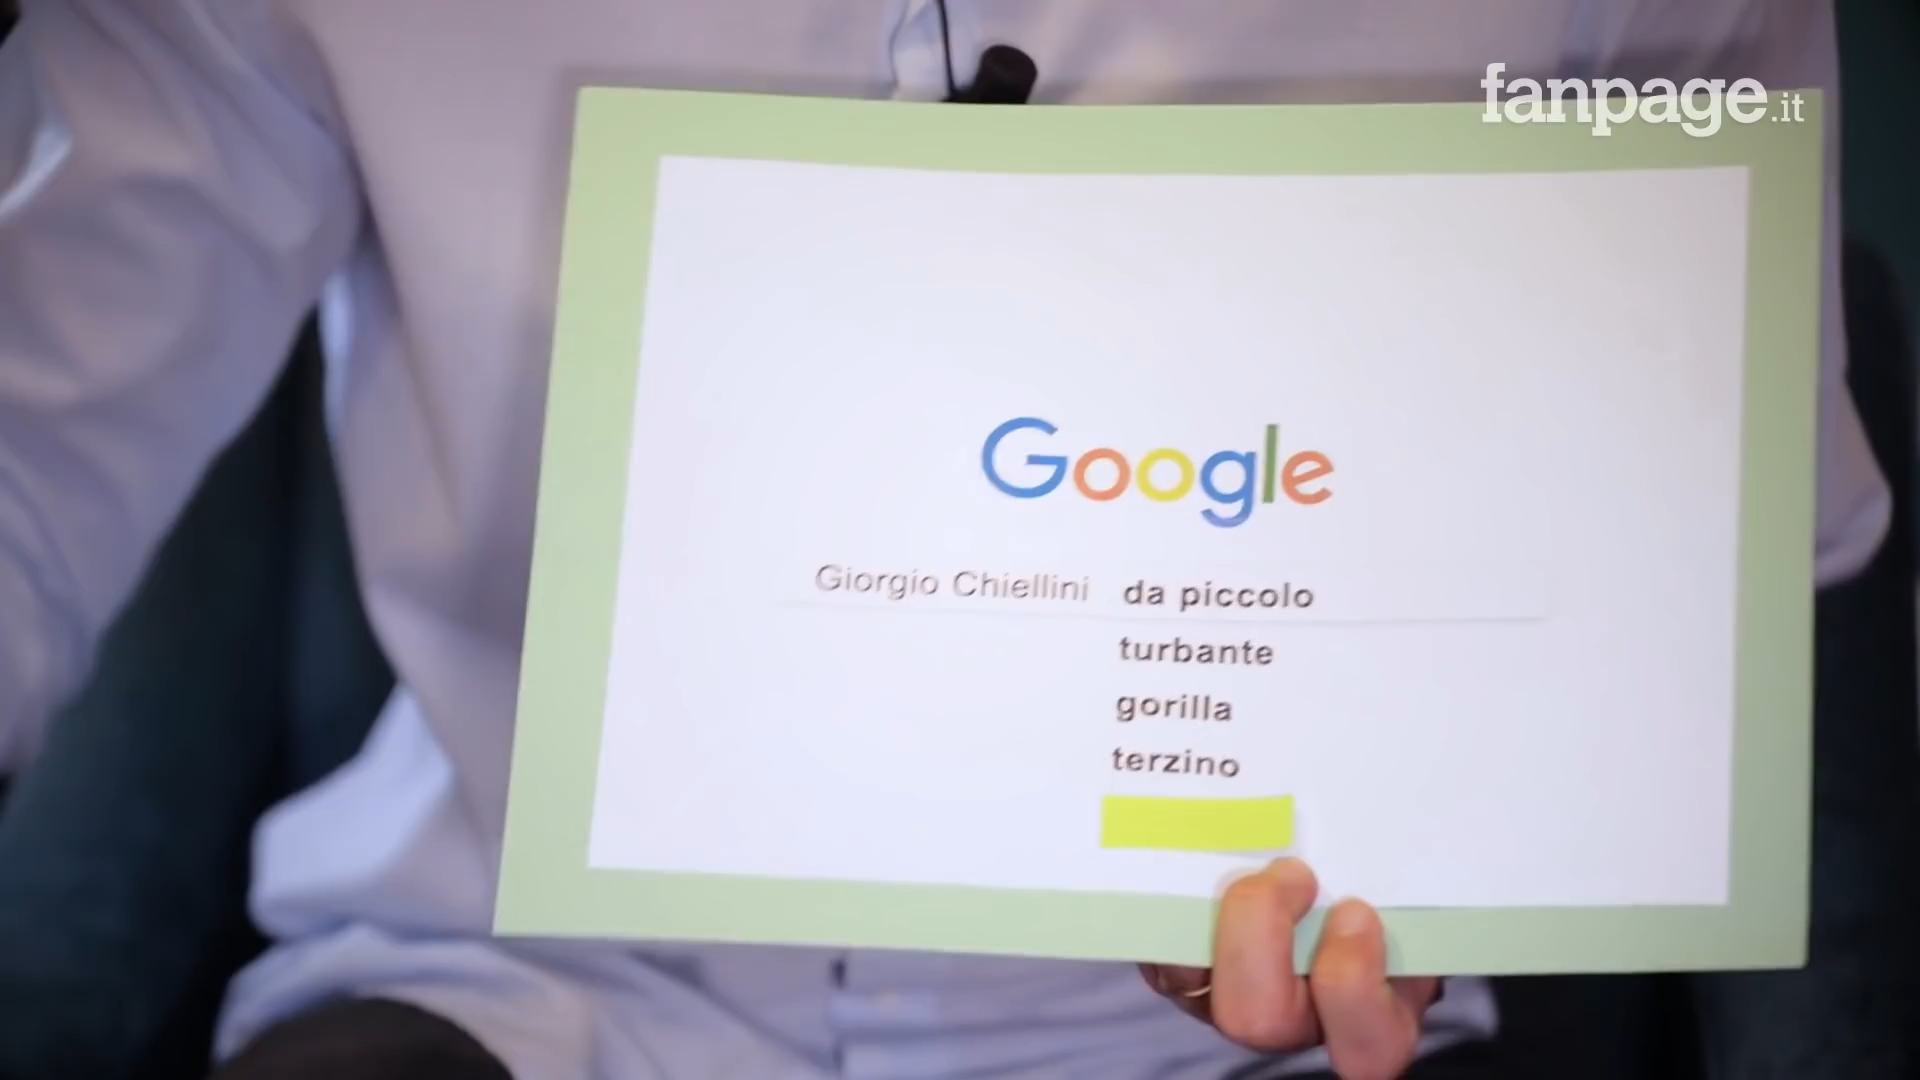 fanpage.it
Google
Giorgio Chiellini da piccolo
turbante
gorilla
terzino